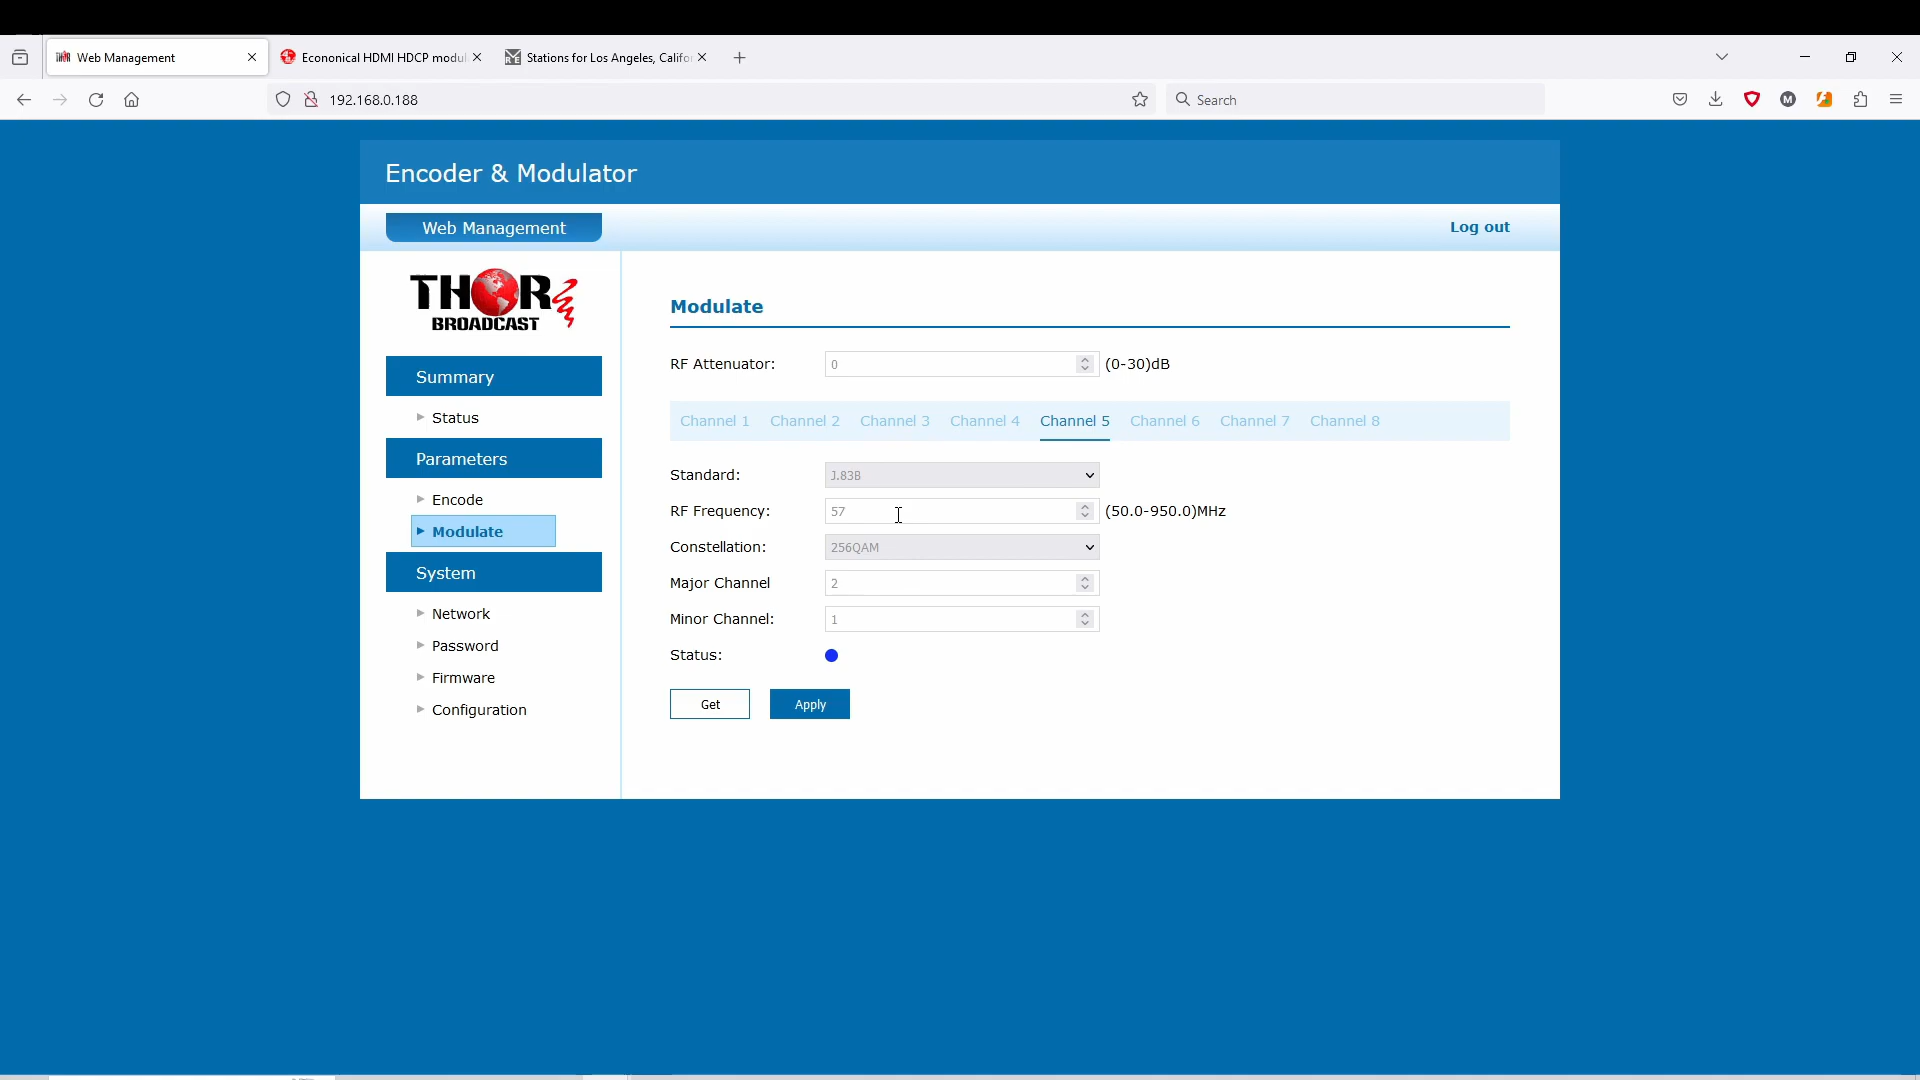 Web Management
Econonical HDMI HDCP modul
Stations for Los Angeles, Califor
192.168.0.188
Search
M
Encoder & Modulator
Web Management
Log out
THOR
BROADCAST
Summary
Status
Parameters
Encode
Modulate
System
Network
Password
Firmware
Configuration
Modulate
RF Attenuator: 0 (0-30)dB
Channel 1 Channel 2 Channel 3 Channel 4 Channel 5 Channel 6 Channel 7 Channel 8
Standard: J.83B
RF Frequency: 57 (50.0-950.0)MHz
Constellation: 256QAM
Major Channel 2
Minor Channel: 1
Status:
Get Apply